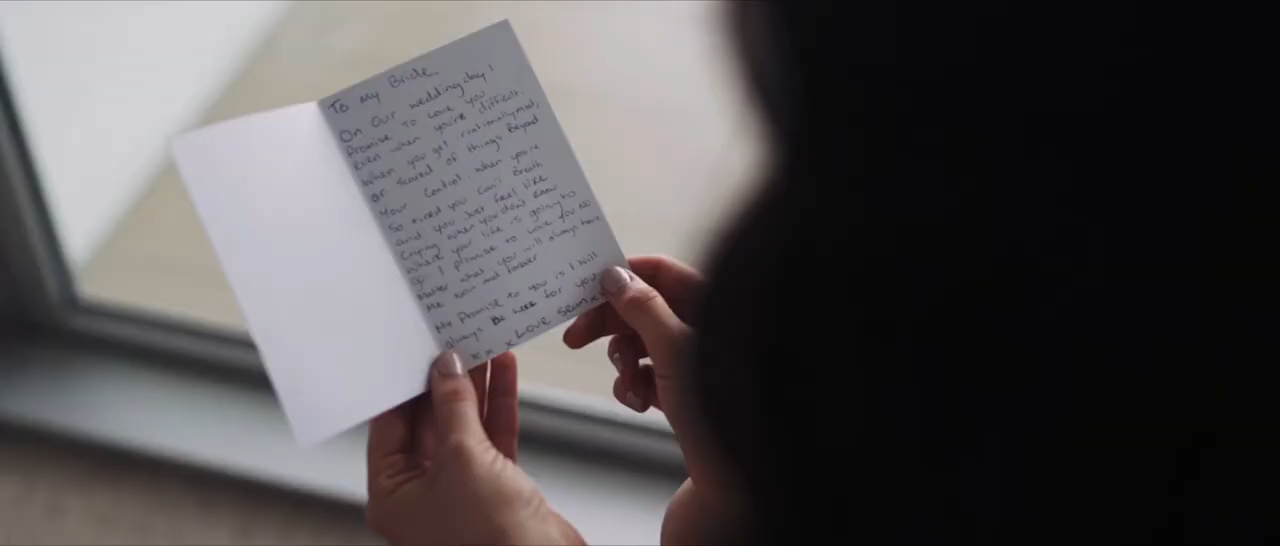 To My Bride,
On our wedding day I
Promise to Love you
even when you're difficult.
When you get irrationally mad,
or scared of things Beyond
Your Control. when you're
So tired you can't breath
and you Just feel like
Crying when you don't know
where your life is going to
go I promise to Love you no
Matter what you will always have
Me now and forever
My Promise to you is I will
always Be here for you
x x x Love Sean x